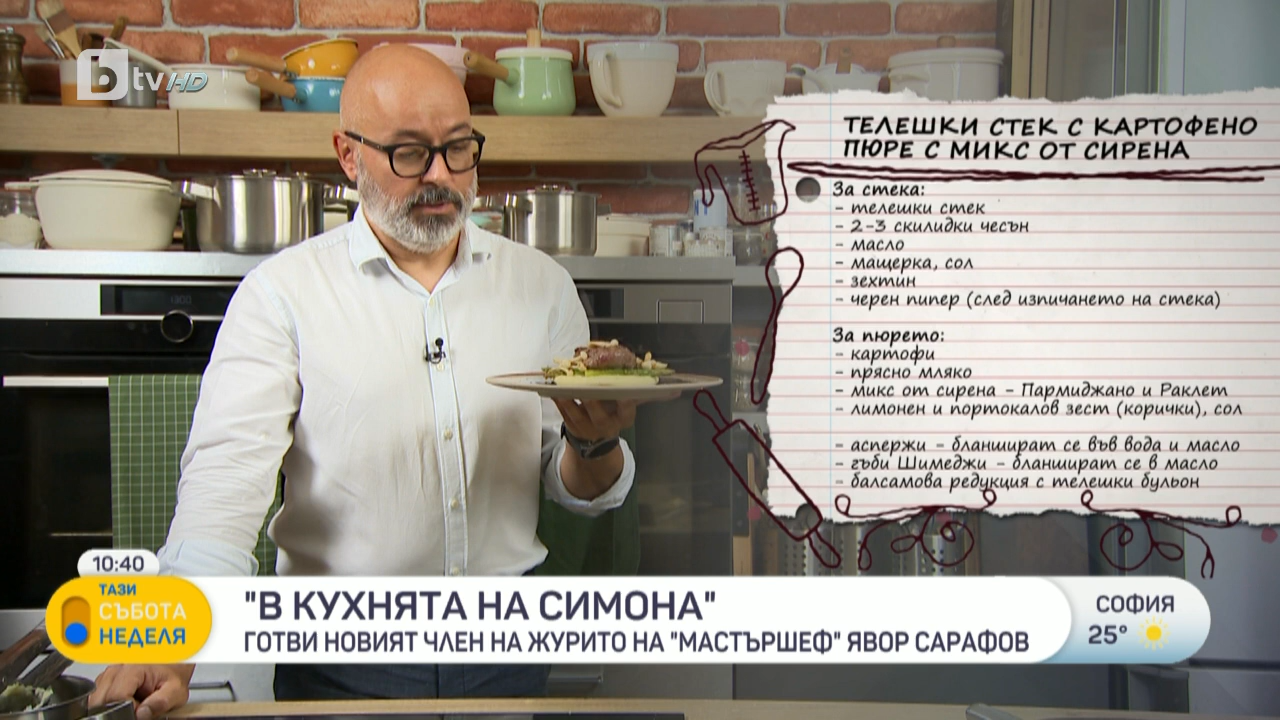 btv HD
ТЕЛЕШКИ СТЕК С КАРТОФЕНО
ПЮРЕ С МИКС ОТ СИРЕНА
За стека:
- телешки стек
- 2-3 скилидки чесън
- масло
- мащерка, сол
- зехтин
- черен пипер (след изпичането на стека)
За пюрето:
- картофи
- прясно мляко
- микс от сирена - Пармиджано и Раклет
- лимонен и портокалов зест (корички), сол
- аспержи - бланшират се във вода и масло
- гъби Шимеджи - бланшират се в масло
- балсамова редукция с телешки бульон
10:40
ТАЗИ
СЪБОТА
НЕДЕЛЯ
"В КУХНЯТА НА СИМОНА"
ГОТВИ НОВИЯТ ЧЛЕН НА ЖУРИТО НА "МАСТЪРШЕФ" ЯВОР САРАФОВ
СОФИЯ
25°